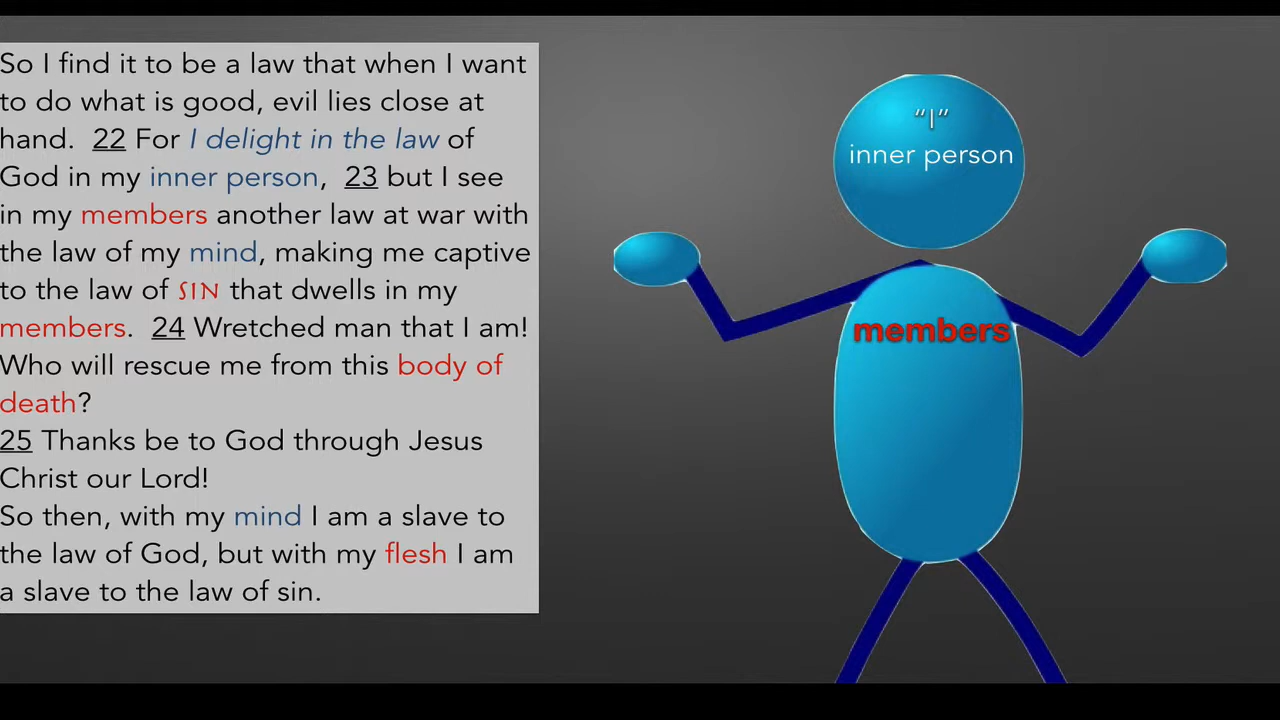 So I find it to be a law that when I want
to do what is good, evil lies close at
hand. 22 For I delight in the law of
God in my inner person, 23 but I see
in my members another law at war with
the law of my mind, making me captive
to the law of SIN that dwells in my
members. 24 Wretched man that I am!
Who will rescue me from this body of
death?
25 Thanks be to God through Jesus
Christ our Lord!
So then, with my mind I am a slave to
the law of God, but with my flesh I am
a slave to the law of sin.
“I”
inner person
members